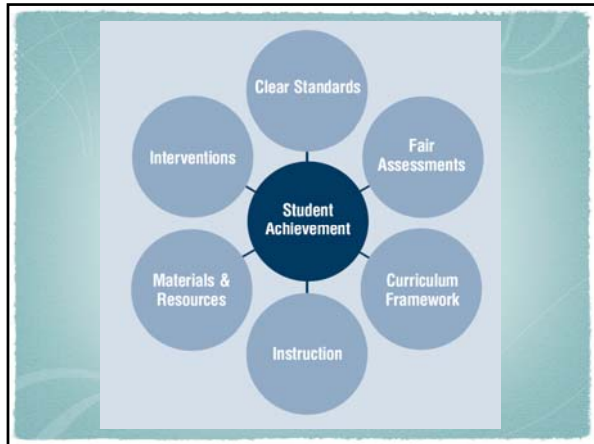 Clear Standards
Fair
Assessments
Curriculum
Framework
Instruction
Materials &
Resources
Interventions
Student
Achievement